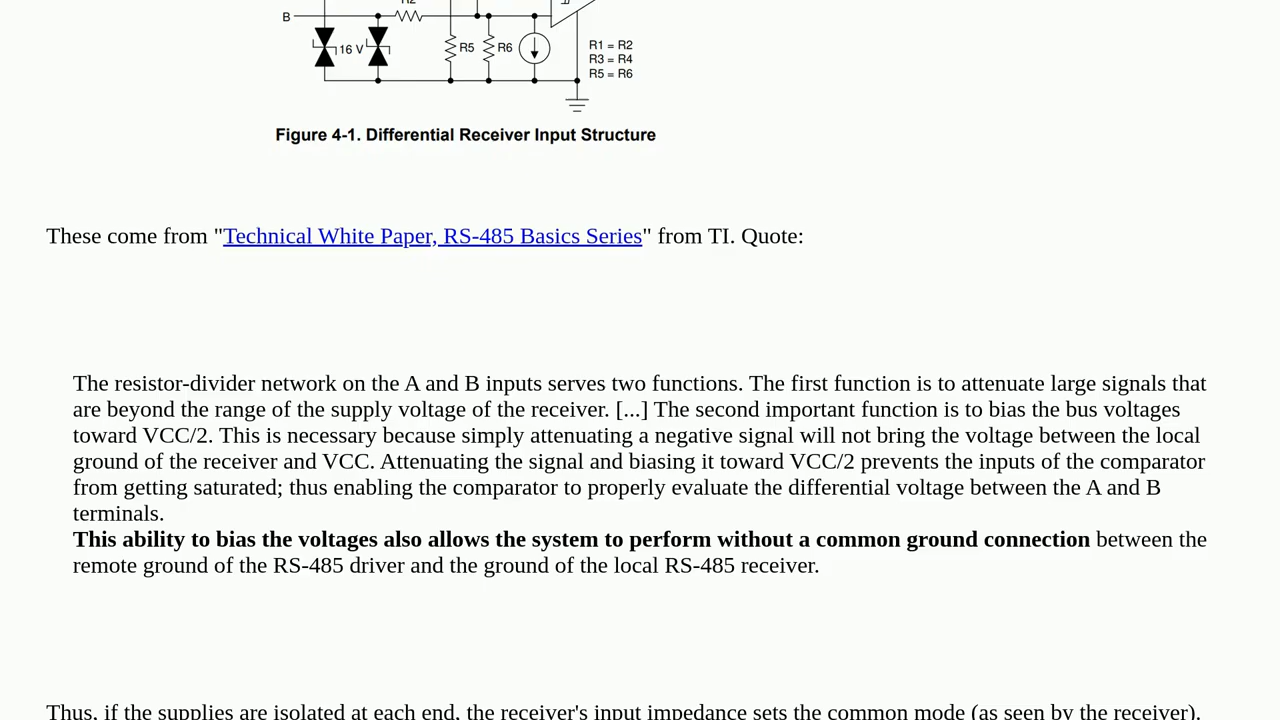 B
16 V
R5
R6
R1 = R2
R3 = R4
R5 = R6
Figure 4-1. Differential Receiver Input Structure
These come from "Technical White Paper, RS-485 Basics Series" from TI. Quote:
The resistor-divider network on the A and B inputs serves two functions. The first function is to attenuate large signals that
are beyond the range of the supply voltage of the receiver. [...] The second important function is to bias the bus voltages
toward VCC/2. This is necessary because simply attenuating a negative signal will not bring the voltage between the local
ground of the receiver and VCC. Attenuating the signal and biasing it toward VCC/2 prevents the inputs of the comparator
from getting saturated; thus enabling the comparator to properly evaluate the differential voltage between the A and B
terminals.
This ability to bias the voltages also allows the system to perform without a common ground connection between the
remote ground of the RS-485 driver and the ground of the local RS-485 receiver.
Thus, if the supplies are isolated at each end, the receiver's input impedance sets the common mode (as seen by the receiver).